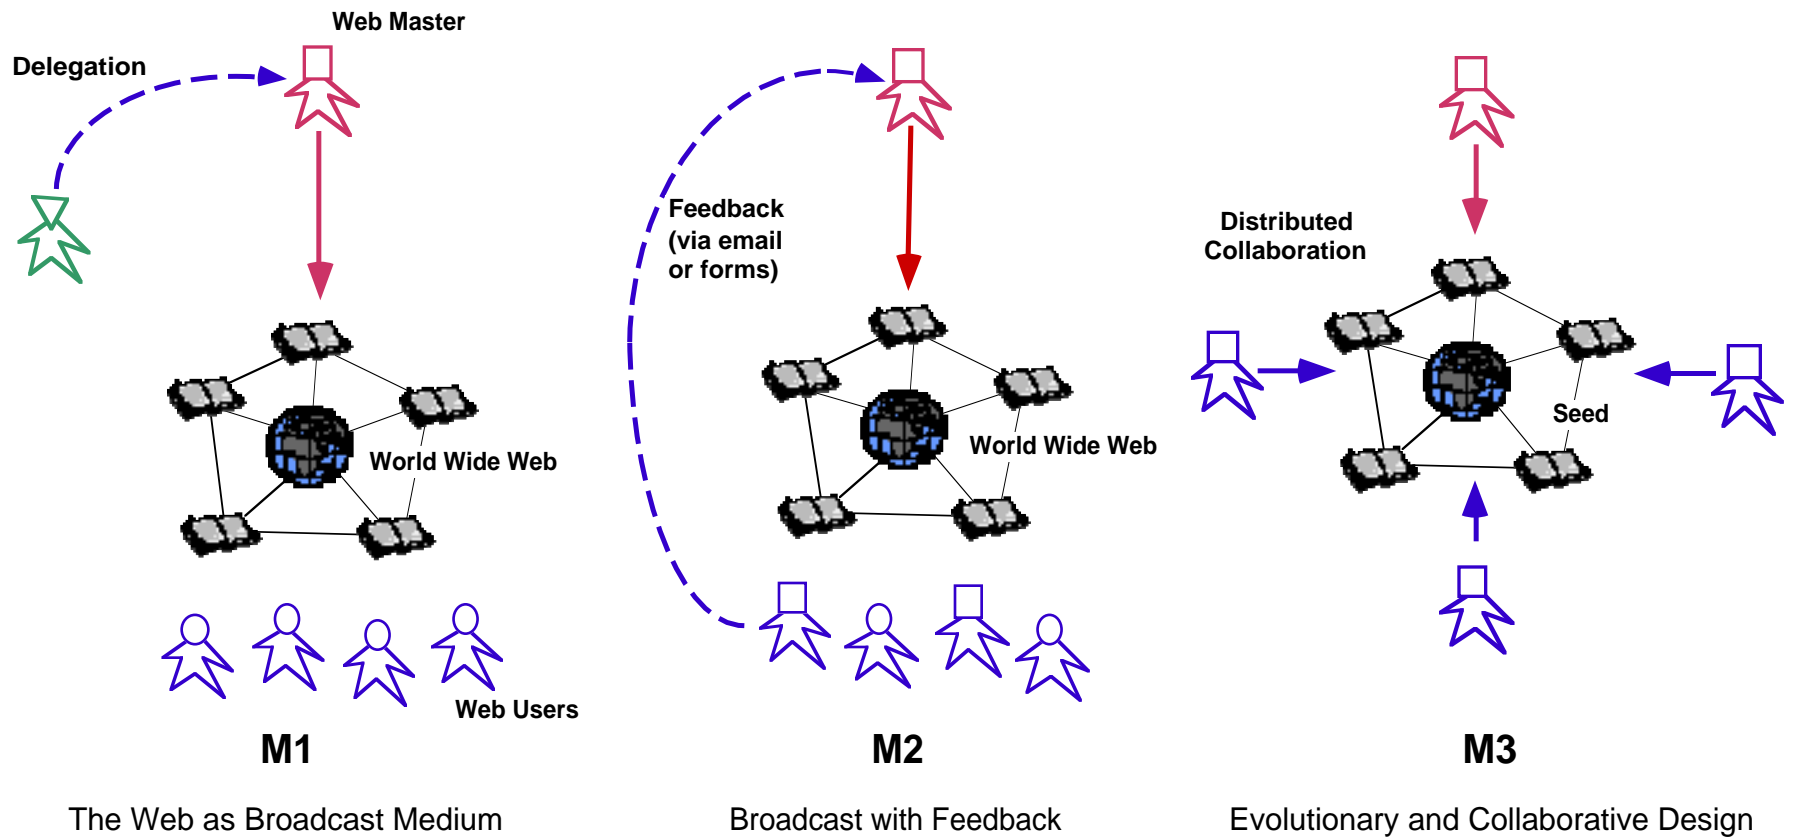 Web Master
Delegation
World Wide Web
Web Users
M1
The Web as Broadcast Medium
Feedback
(via email
or forms)
World Wide Web
M2
Broadcast with Feedback
Distributed
Collaboration
Seed
M3
Evolutionary and Collaborative Design